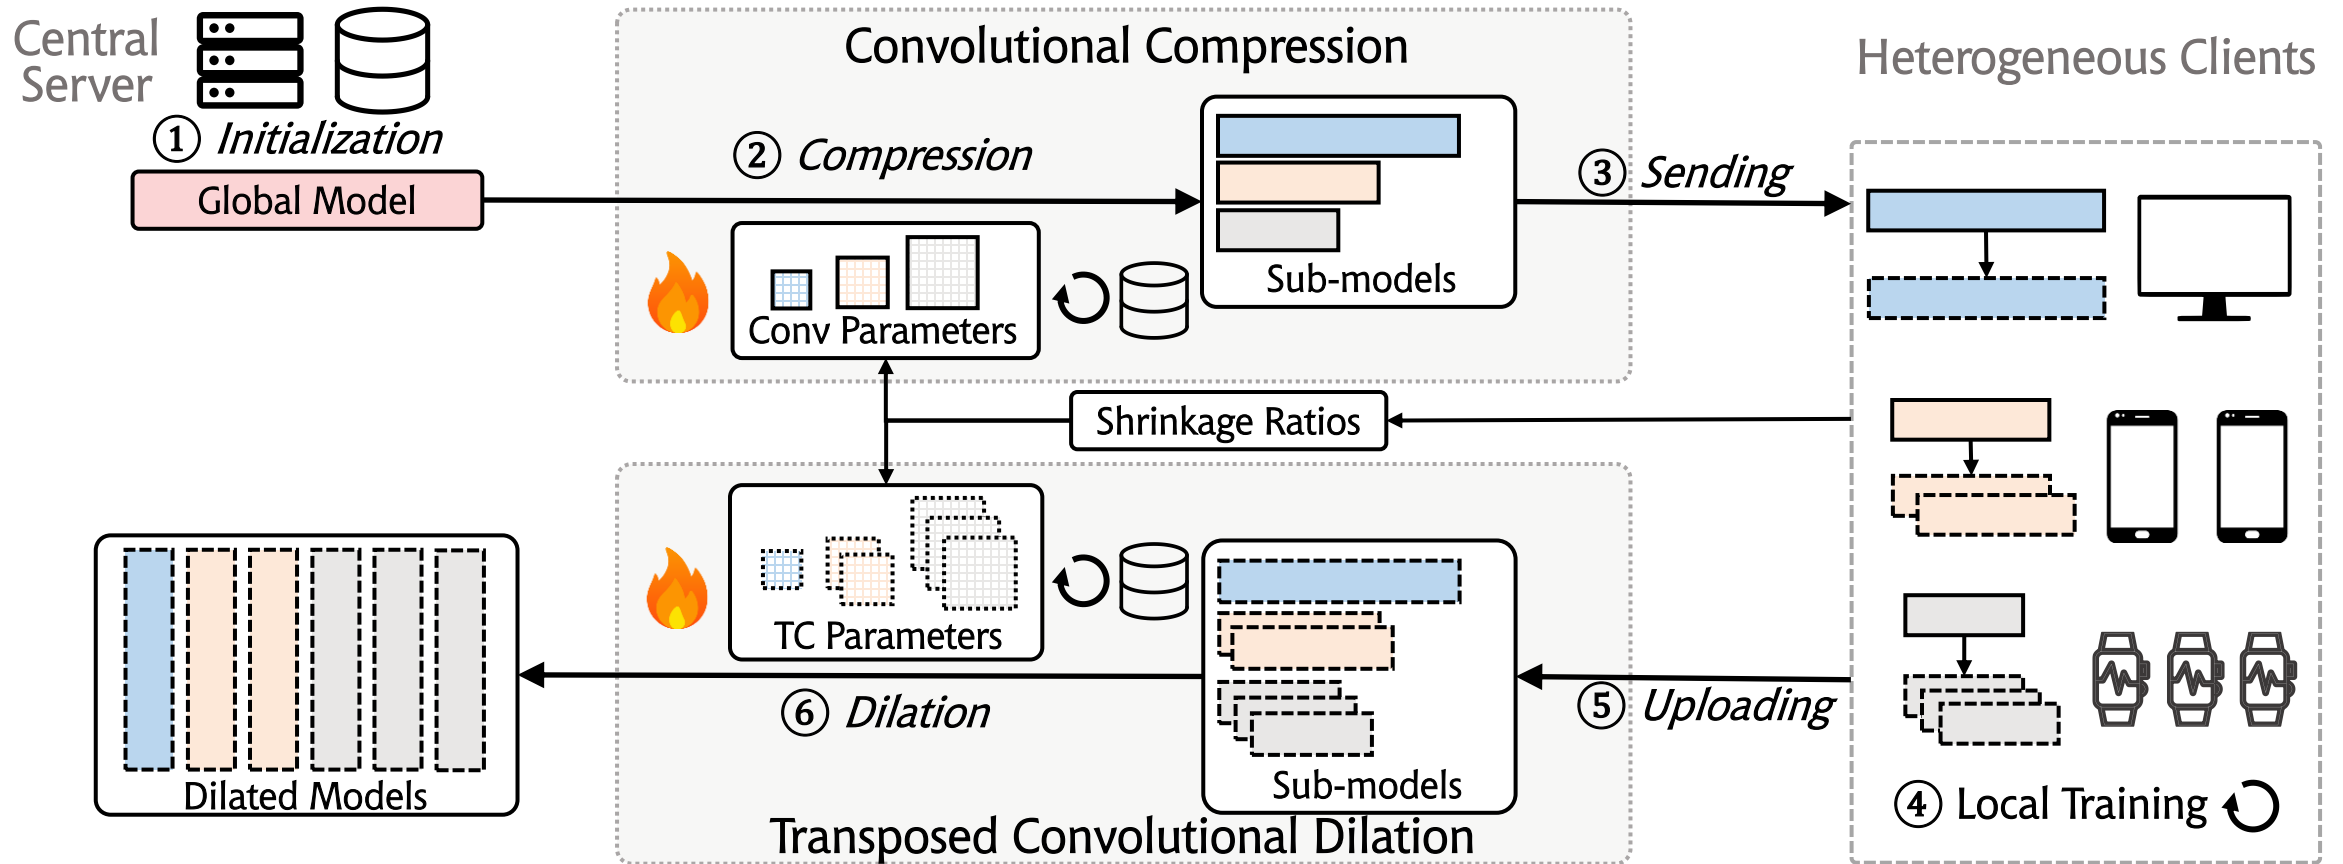 Central
Server
① Initialization
Global Model
Convolutional Compression
② Compression
Sub-models
Conv Parameters
③ Sending
Heterogeneous Clients
Shrinkage Ratios
TC Parameters
Sub-models
④ Local Training
⑤ Uploading
⑥ Dilation
Dilated Models
Transposed Convolutional Dilation